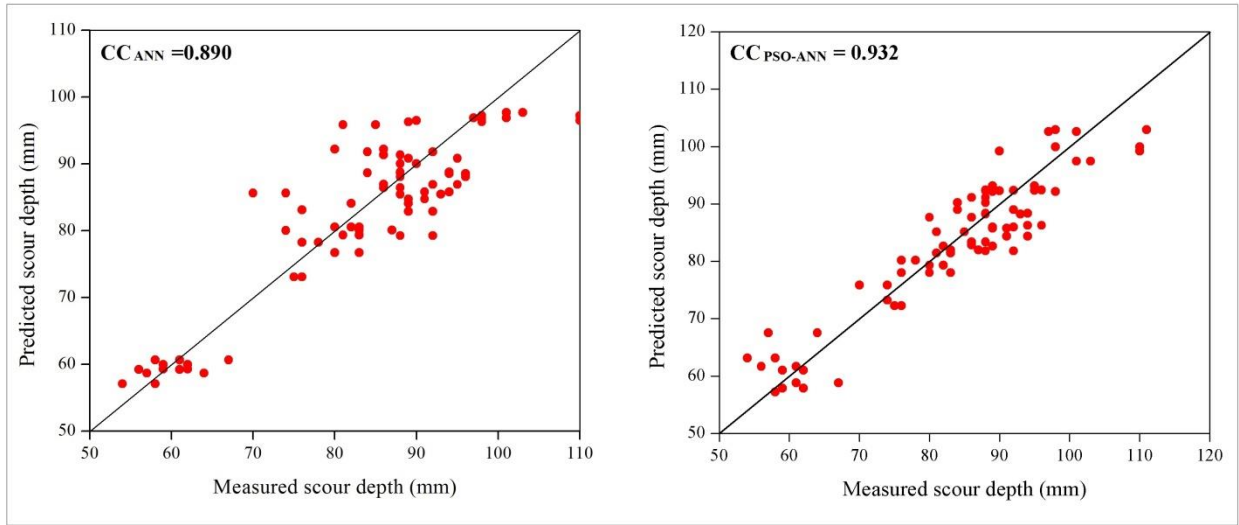 CC ANN =0.890
110
100
90
80
70
60
50
Predicted scour depth (mm)
50 60 70 80 90 100 110
Measured scour depth (mm)
CC PSO-ANN = 0.932
120
110
100
90
80
70
60
50
Predicted scour depth (mm)
50 60 70 80 90 100 110 120
Measured scour depth (mm)